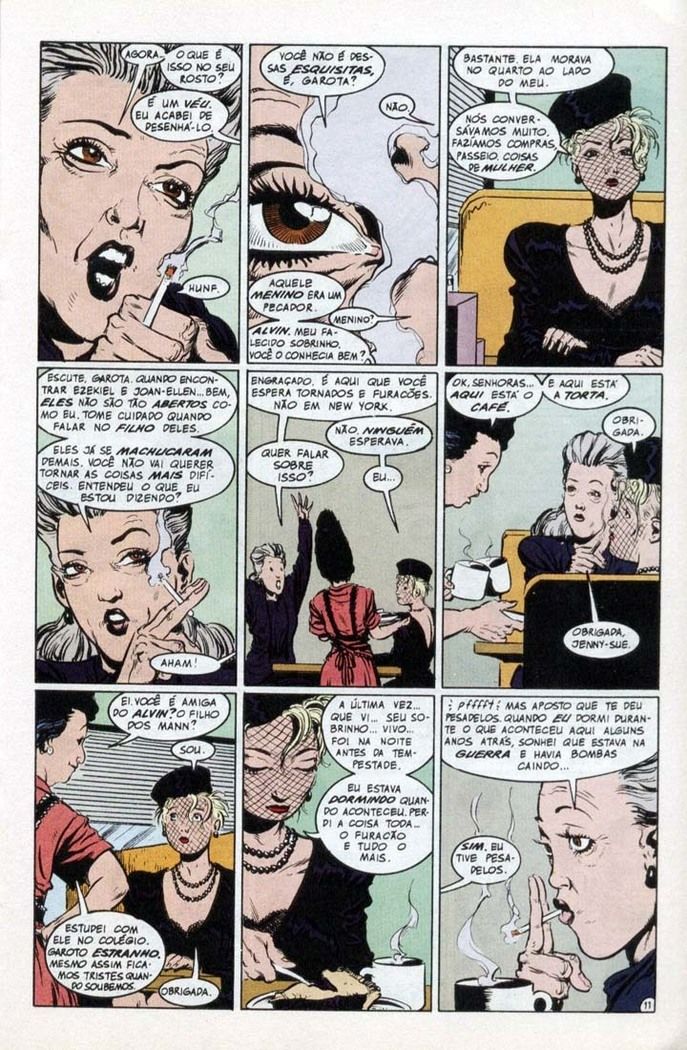 AGORA...
O QUE É
ISSO NO SEU
ROSTO?
É UM VÉU.
EU ACABEI DE
DESENHÁ-LO.
HUNF.
VOCÊ NÃO É DES-
SAS ESQUISITAS,
É, GAROTA?
NÃO.
AQUELE
MENINO ERA UM
PECADOR.
MENINO?
ALVIN. MEU FA-
LECIDO SOBRINHO.
VOCÊ O CONHECIA BEM?
BASTANTE. ELA MORAVA
NO QUARTO AO LADO
DO MEU.
NÓS CONVER-
SÁVAMOS MUITO.
FAZÍAMOS COMPRAS,
PASSEIO. COISAS
DE MULHER.
ESCUTE, GAROTA. QUANDO ENCON-
TRAR EZEKIEL E JOAN-ELLEN...BEM,
ELES NÃO SÃO TÃO ABERTOS CO-
MO EU. TOME CUIDADO QUANDO
FALAR NO FILHO DELES.
ELES JÁ SE MACHUCARAM
DEMAIS. VOCÊ NÃO VAI QUERER
TORNAR AS COISAS MAIS DIFÍ-
CEIS. ENTENDEU O QUE EU
ESTOU DIZENDO?
AHAM!
ENGRAÇADO, É AQUI QUE VOCÊ
ESPERA TORNADOS E FURACÕES.
NÃO EM NEW YORK.
NÃO. NINGUÉM
ESPERAVA.
QUER FALAR
SOBRE
ISSO?
EU...
OK, SENHORAS...
AQUI ESTÁ O
CAFÉ.
E AQUI ESTÁ
A TORTA.
OBRI-
GADA.
OBRIGADA,
JENNY-SUE.
EI. VOCÊ É AMIGA
DO ALVIN? O FILHO
DOS MANN?
SOU.
ESTUDEI COM
ELE NO COLÉGIO.
GAROTO ESTRANHO.
MESMO ASSIM FICA-
MOS TRISTES QUAN-
DO SOUBEMOS.
OBRIGADA.
A ÚLTIMA VEZ...
QUE VI... SEU SO-
BRINHO... VIVO...
FOI NA NOITE
ANTES DA TEM-
PESTADE.
EU ESTAVA
DORMINDO QUAN-
DO ACONTECEU. PER-
DI A COISA TODA...
O FURACÃO
E TUDO O
MAIS.
¡ Pfffft ! MAS APOSTO QUE TE DEU
PESADELOS. QUANDO EU DORMI DURAN-
TE O QUE ACONTECEU AQUI ALGUNS
ANOS ATRÁS, SONHEI QUE ESTAVA NA
GUERRA E HAVIA BOMBAS
CAINDO...
SIM. EU
TIVE PESA-
DELOS.
11